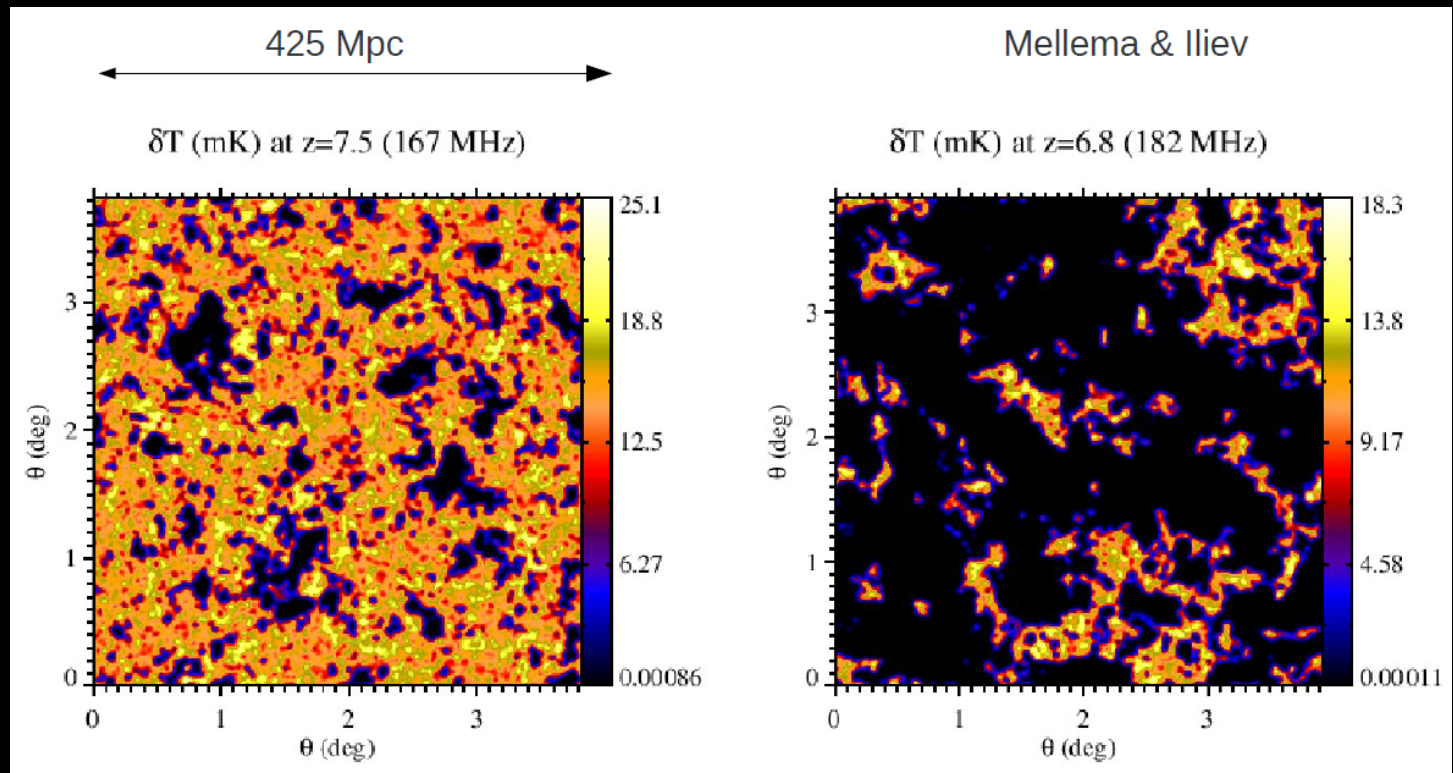 425 Mpc
Mellema & Iliev
δT (mK) at z=7.5 (167 MHz)
25.1
18.8
12.5
6.27
0.00086
3
2
1
0
θ (deg)
0 1 2 3
θ (deg)
δT (mK) at z=6.8 (182 MHz)
18.3
13.8
9.17
4.58
0.00011
3
2
1
0
θ (deg)
0 1 2 3
θ (deg)